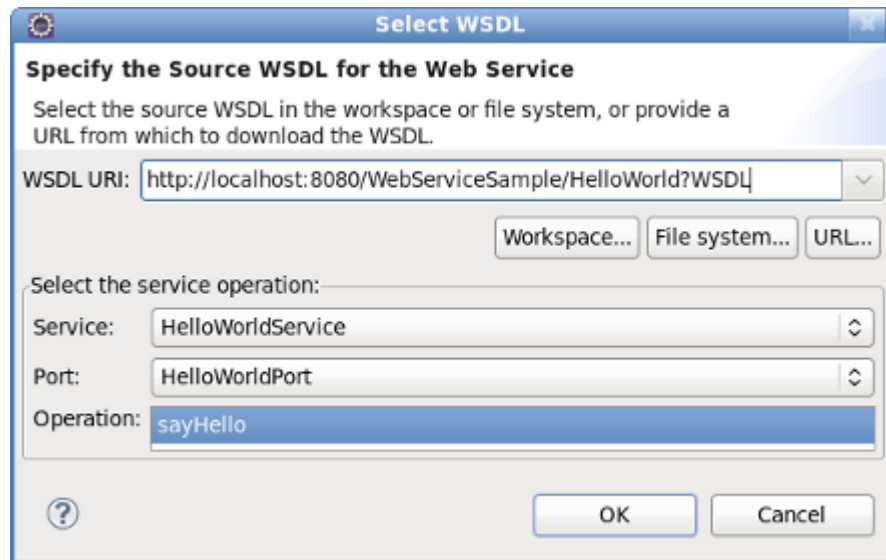 Select WSDL
Specify the Source WSDL for the Web Service
Select the source WSDL in the workspace or file system, or provide a
URL from which to download the WSDL.
WSDL URI: http://localhost:8080/WebServiceSample/HelloWorld?WSDL
Workspace... File system... URL...
Select the service operation:
Service: HelloWorldService
Port: HelloWorldPort
Operation: sayHello
? OK Cancel